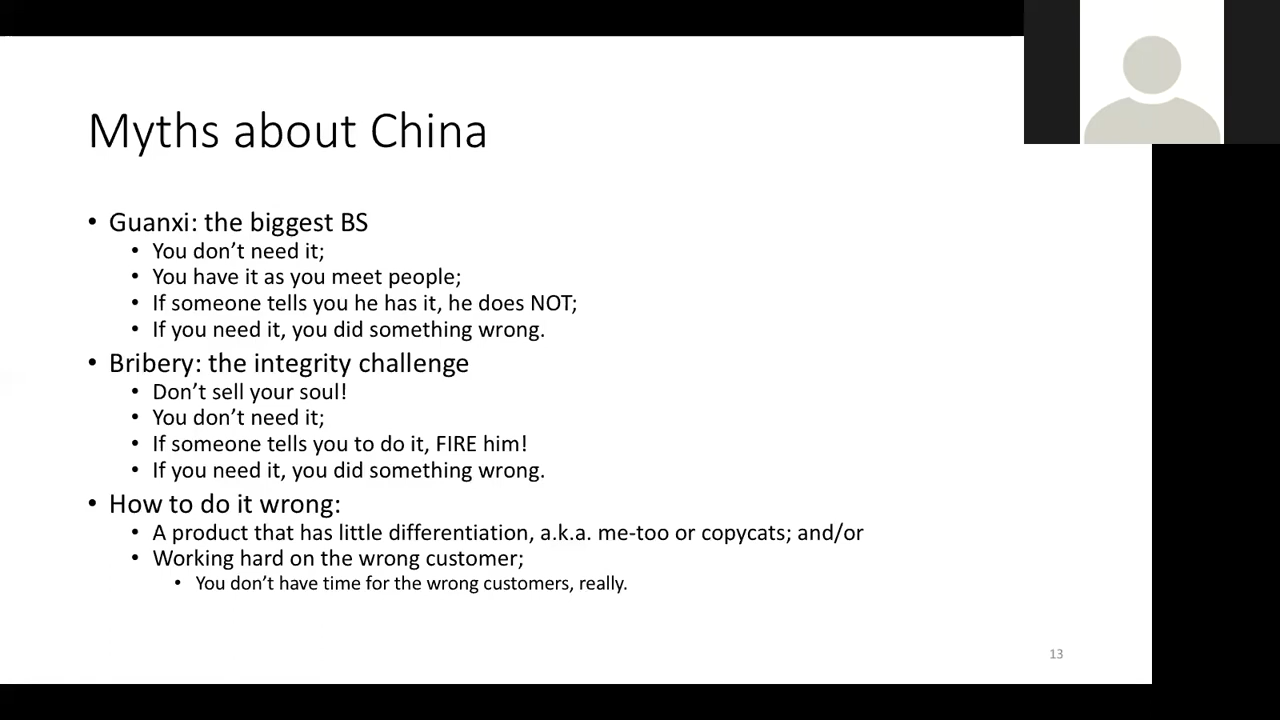 Myths about China
• Guanxi: the biggest BS
• You don’t need it;
• You have it as you meet people;
• If someone tells you he has it, he does NOT;
• If you need it, you did something wrong.
• Bribery: the integrity challenge
• Don’t sell your soul!
• You don’t need it;
• If someone tells you to do it, FIRE him!
• If you need it, you did something wrong.
• How to do it wrong:
• A product that has little differentiation, a.k.a. me-too or copycats; and/or
• Working hard on the wrong customer;
• You don’t have time for the wrong customers, really.
13